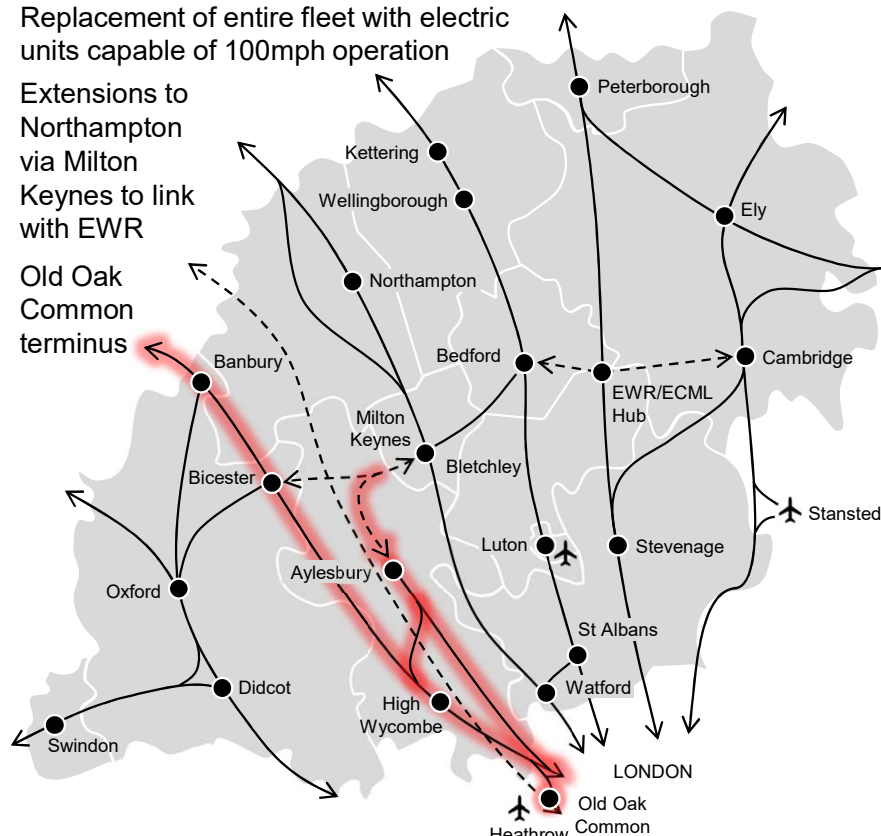 Replacement of entire fleet with electric
units capable of 100mph operation
Extensions to
Northampton
via Milton
Keynes to link
with EWR
Old Oak
Common
terminus
Peterborough
Kettering
Wellingborough
Ely
Northampton
Banbury
Bedford
Cambridge
EWR/ECML
Hub
Milton
Keynes
Bletchley
Bicester
Stansted
Luton
Stevenage
Aylesbury
Oxford
St Albans
Didcot
Watford
High
Wycombe
Swindon
LONDON
Old Oak
Common
Heathrow